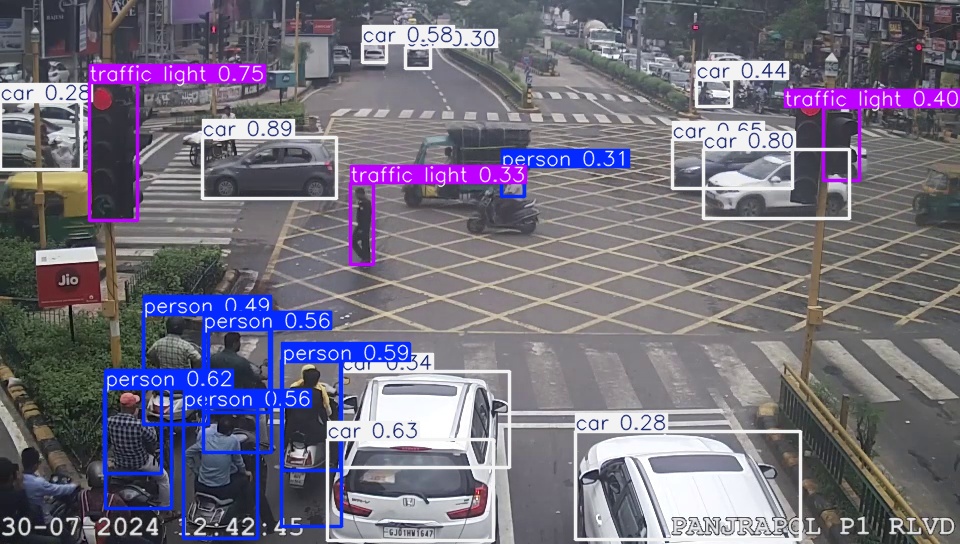 car 0.58
0.30
traffic light 0.75
car 0.44
car 0.28
traffic light 0.40
car 0.89
car 0.65
car 0.80
person 0.31
traffic light 0.33
Jio
person 0.49
person 0.56
person 0.59
car 0.34
person 0.62
person 0.56
car 0.63
car 0.28
GJ01HW1647
30-07-2024 12:42:45
PANJRAPOL P1 RLVD